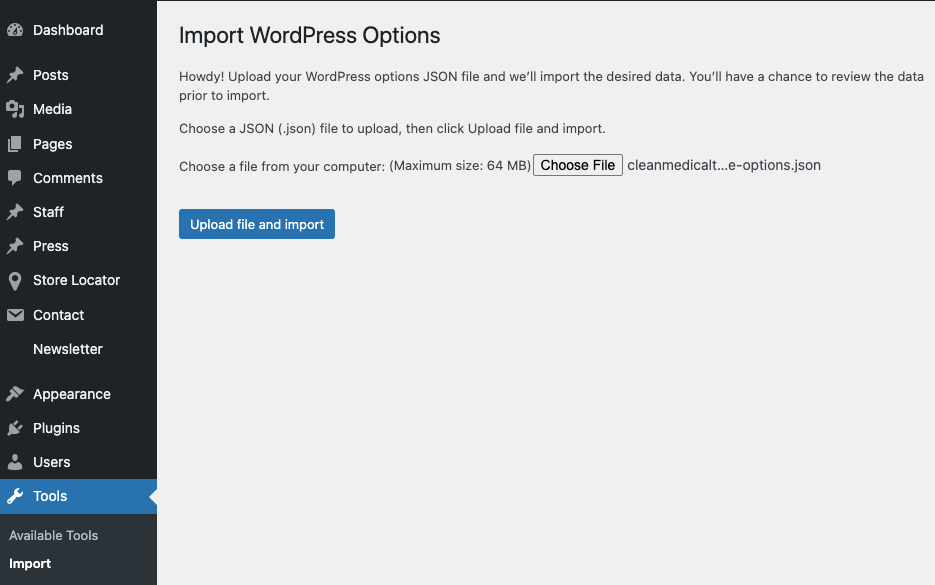 Dashboard
Posts
Media
Pages
Comments
Staff
Press
Store Locator
Contact
Newsletter
Appearance
Plugins
Users
Tools
Available Tools
Import
Import WordPress Options
Howdy! Upload your WordPress options JSON file and we’ll import the desired data. You’ll have a chance to review the data
prior to import.
Choose a JSON (.json) file to upload, then click Upload file and import.
Choose a file from your computer: (Maximum size: 64 MB) Choose File cleanmedicalt...e-options.json
Upload file and import